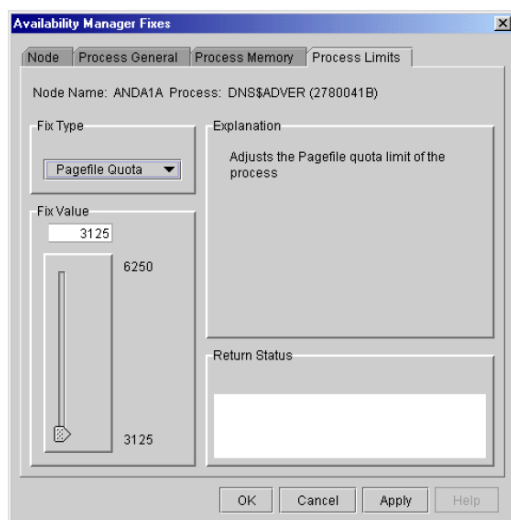 Availability Manager Fixes
Node Process General Process Memory Process Limits
Node Name: ANDA1A Process: DNS$ADVER (2780041B)
Fix Type
Pagefile Quota
Explanation
Adjusts the Pagefile quota limit of the
process
Fix Value
3125
6250
3125
Return Status
OK Cancel Apply Help